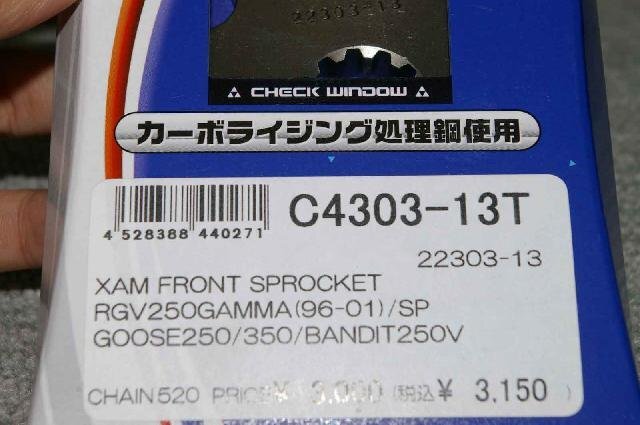 22303-13
CHECK WINDOW
カーボライジング処理鋼使用
C4303-13T
4 528388 440271
22303-13
XAM FRONT SPROCKET
RGV250GAMMA(96-01)/SP
GOOSE250/350/BANDIT250V
CHAIN520 PRICE¥ 3,000 (税込¥ 3,150